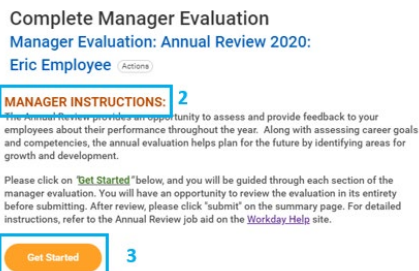 Complete Manager Evaluation
Manager Evaluation: Annual Review 2020:
Eric Employee Actions
MANAGER INSTRUCTIONS: 2
The Annual Review provides an opportunity to assess and provide feedback to your
employees about their performance throughout the year. Along with assessing career goals
and competencies, the annual evaluation helps plan for the future by identifying areas for
growth and development.
Please click on "Get Started" below, and you will be guided through each section of the
manager evaluation. You will have an opportunity to review the evaluation in its entirety
before submitting. After review, please click "submit" on the summary page. For detailed
instructions, refer to the Annual Review job aid on the Workday Help site.
Get Started 3